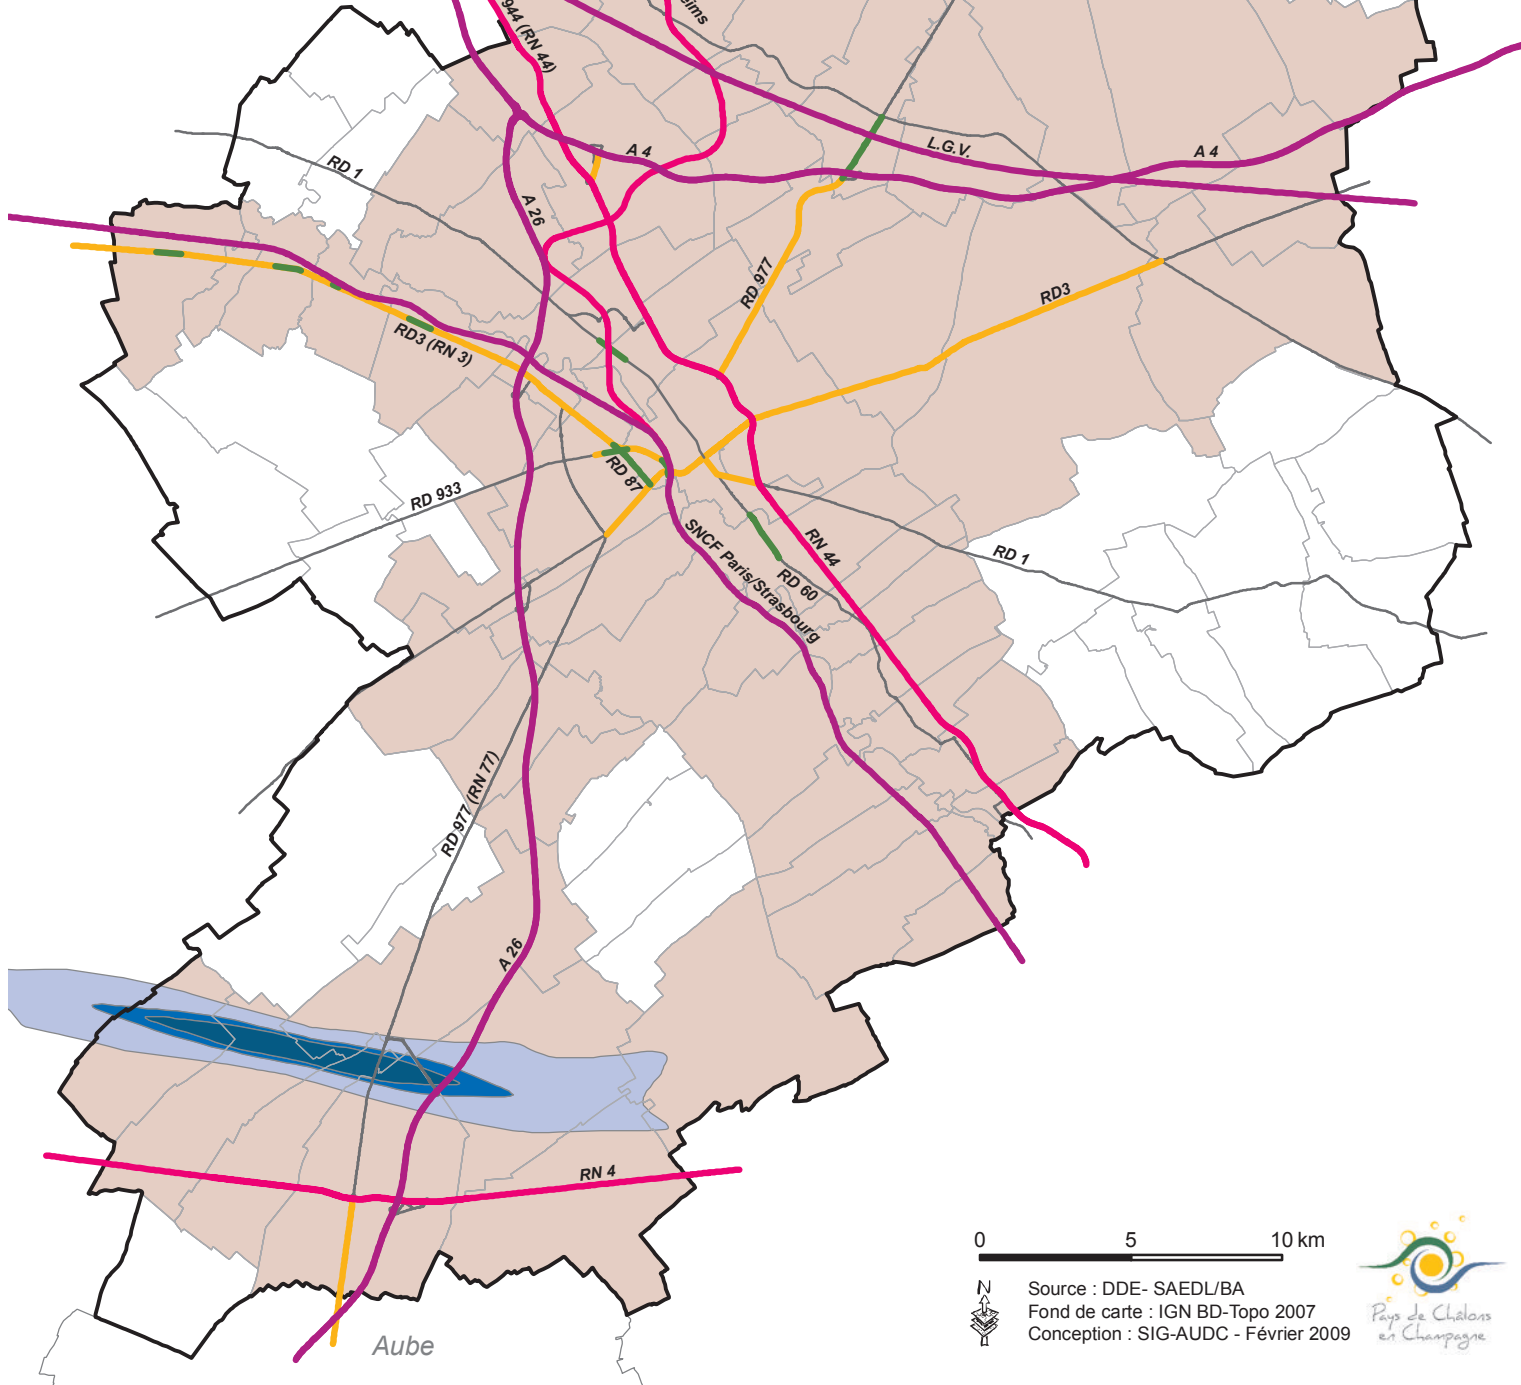 944 (RN 44)
eims
RD 1
A 4
L.G.V.
A 4
A 26
RD 977
RD3
RD3 (RN 3)
RD 87
RD 933
SNCF Paris/Strasbourg
RN 44
RD 1
RD 60
RD 977 (RN 77)
A 26
RN 4
0 5 10 km
N
Source : DDE- SAEDL/BA
Fond de carte : IGN BD-Topo 2007
Conception : SIG-AUDC - Février 2009
Pays de Châlons
en Champagne
Aube